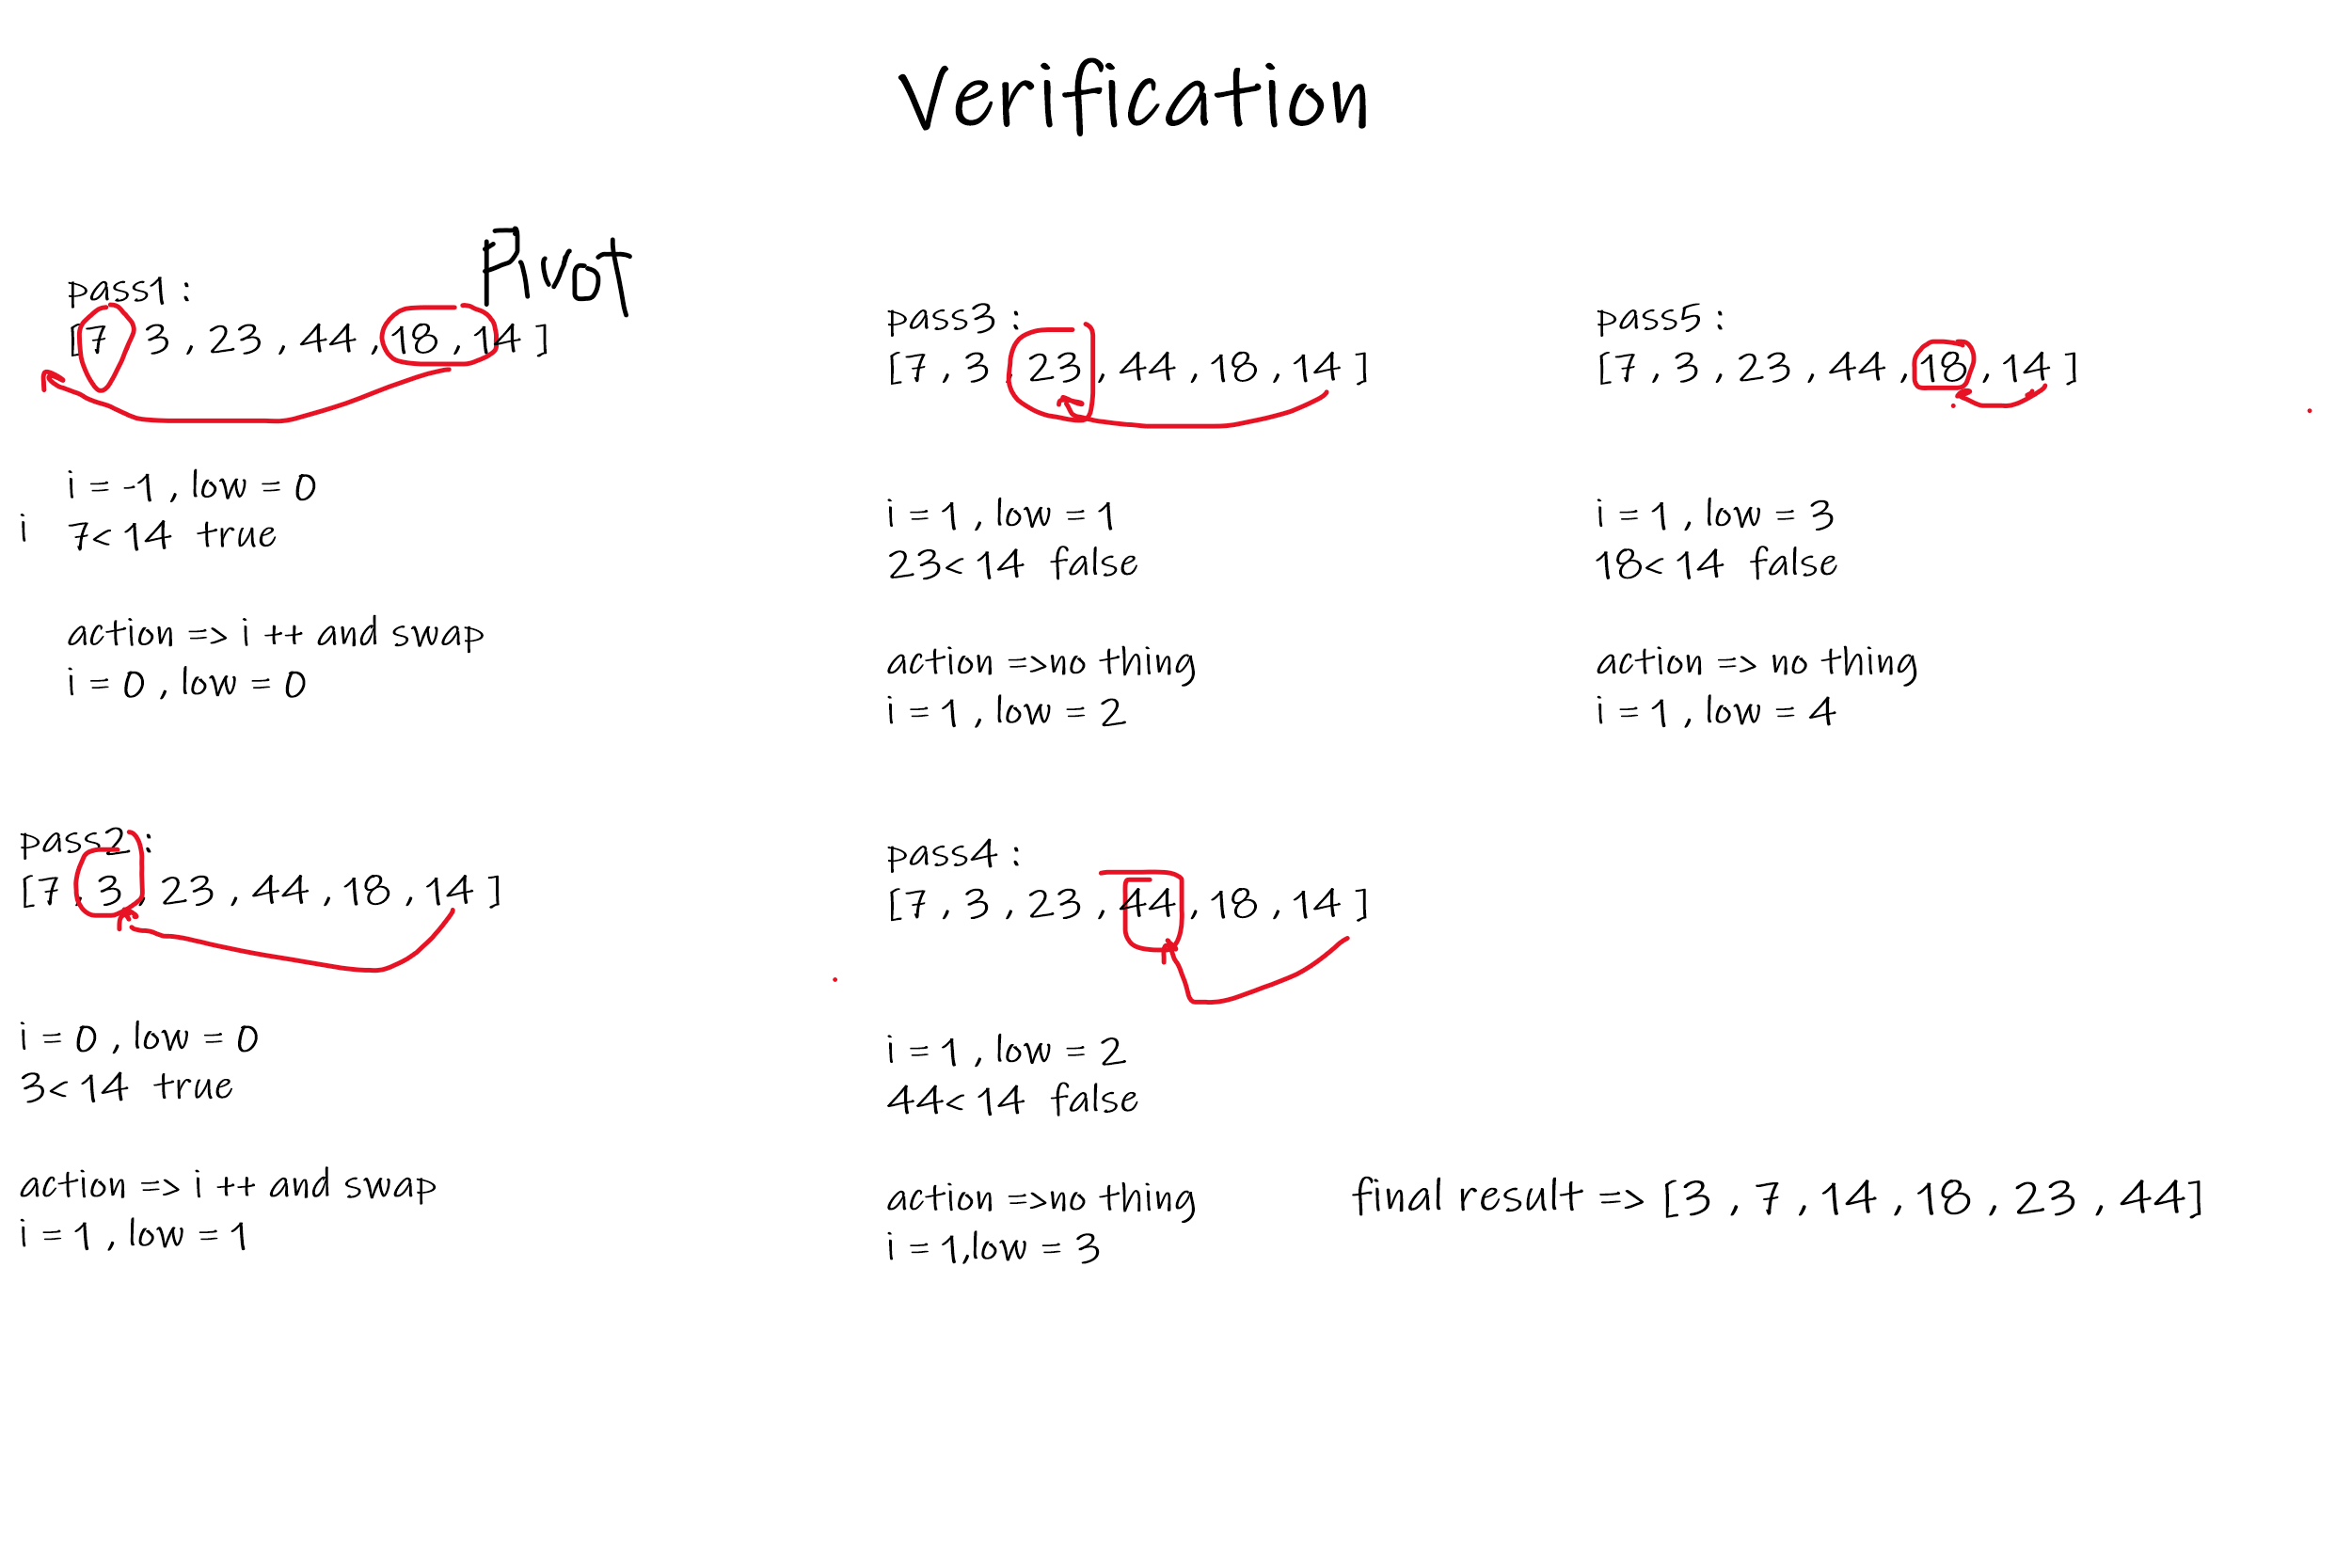 Verification
Pivot
pass1 :
[7 3 , 23 , 44 , 18 , 14 ]
i = -1 , low = 0
i 7< 14 true
action => i ++ and swap
i = 0 , low = 0
pass2 :
[7 , 3 , 23 , 44 , 18 , 14 ]
i = 0 , low = 0
3< 14 true
action => i ++ and swap
i = 1 , low = 1
pass3 :
[7 , 3 , 23 , 44 , 18 , 14 ]
i = 1 , low = 1
23< 14 false
action =>no thing
i = 1 , low = 2
pass4 :
[7 , 3 , 23 , 44 , 18 , 14 ]
i = 1 , low = 2
44< 14 false
action =>no thing
i = 1,low = 3
pass5 :
[7 , 3 , 23 , 44 , 18 , 14 ]
i = 1 , low = 3
18< 14 false
action => no thing
i = 1 , low = 4
final result => [3 , 7 , 14 , 18 , 23 , 44]